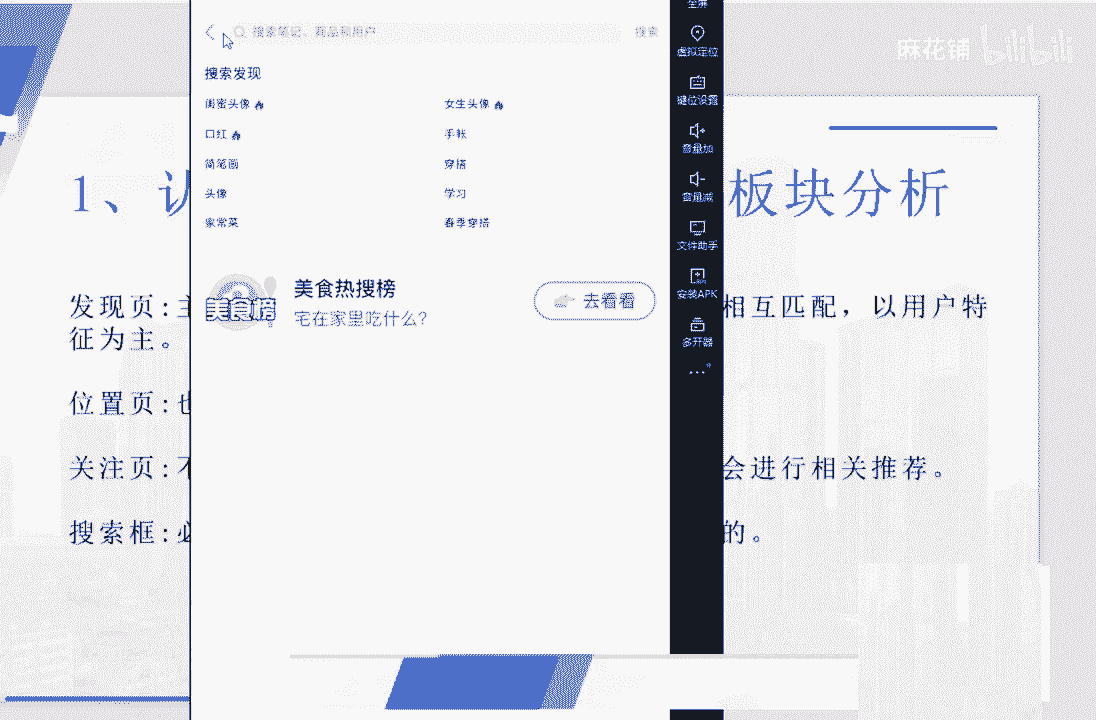 全屏
搜索笔记、商品和用户
搜索
虚拟定位
麻花铺 bilibili
搜索发现
闺密头像
女生头像
键位设置
口红
手帐
音量加
简笔画
穿搭
1、认
板块分析
头像
学习
音量减
家常菜
春季穿搭
文件助手
美食榜
美食热搜榜
宅在家里吃什么？
去看看
安装APK
多开器
发现页：主
相互匹配，以用户特
征为主。
位置页：也
关注页：不
会进行相关推荐。
搜索框：必
的。